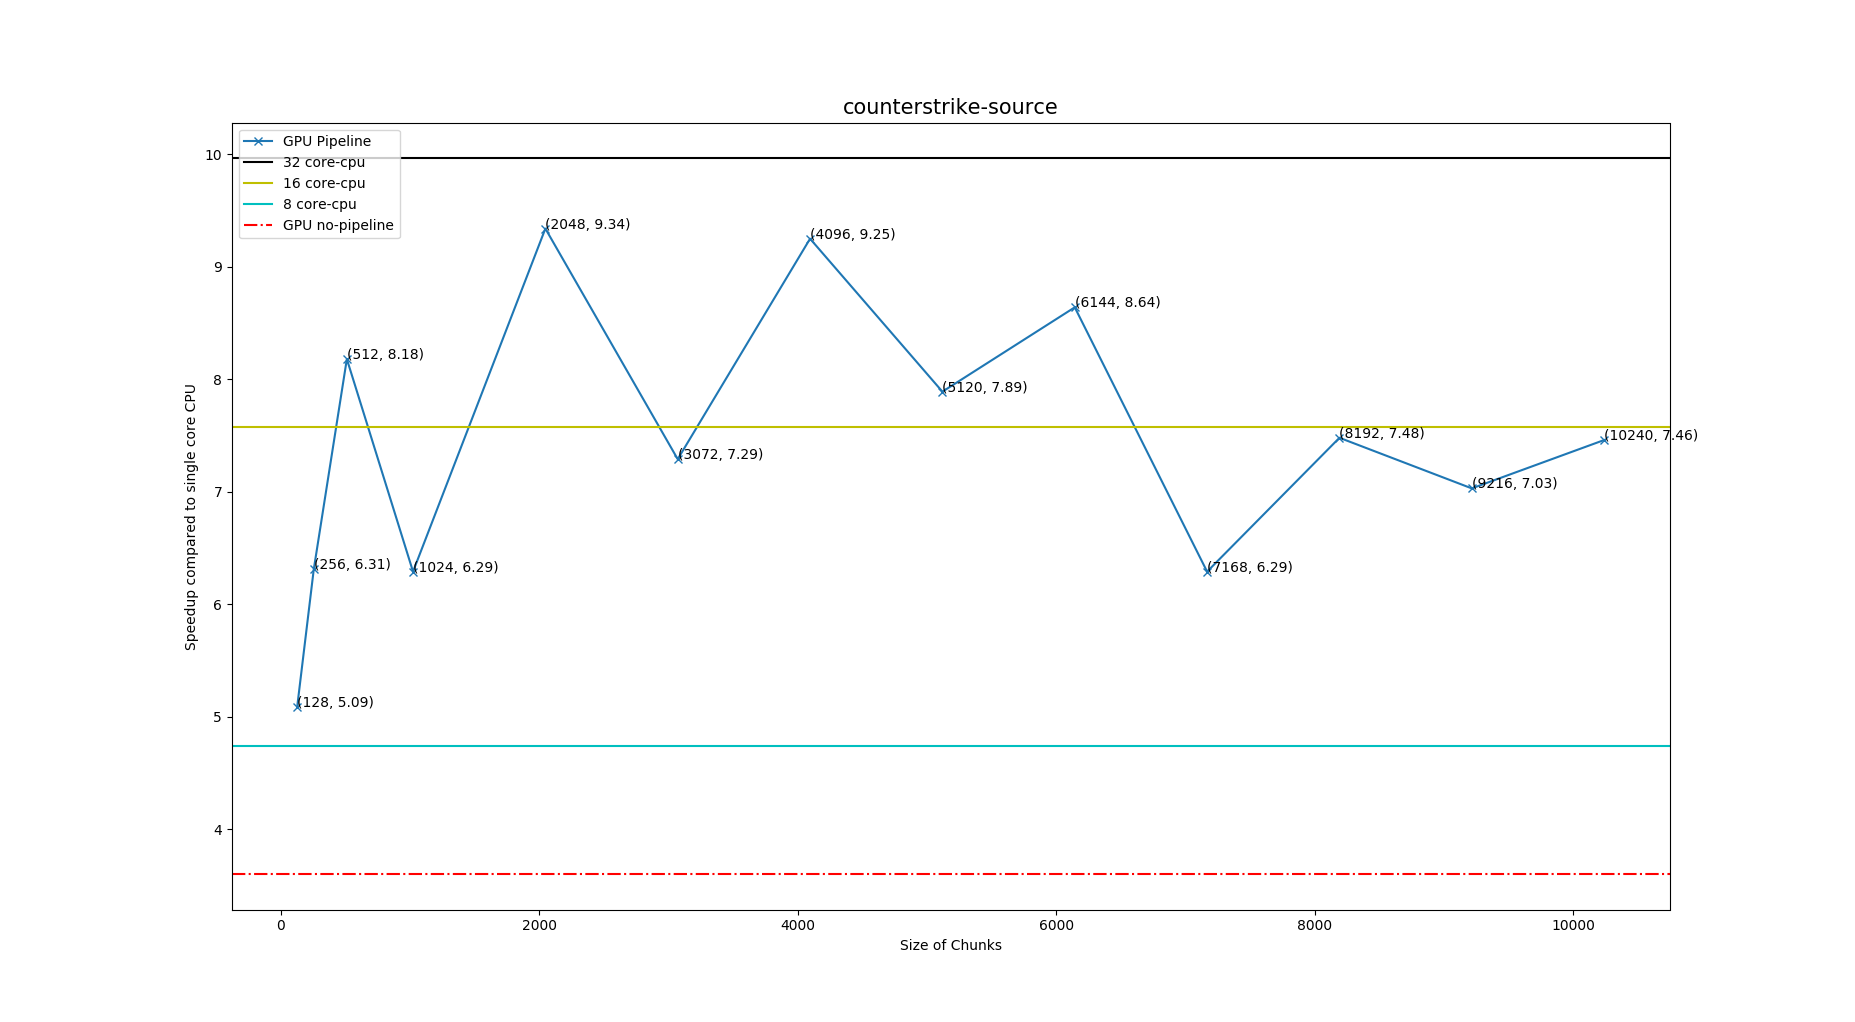 counterstrike-source
GPU Pipeline
32 core-cpu
16 core-cpu
8 core-cpu
GPU no-pipeline
Speedup compared to single core CPU
10
9
8
7
6
5
4
(128, 5.09)
(256, 6.31)
(512, 8.18)
(1024, 6.29)
(2048, 9.34)
(3072, 7.29)
(4096, 9.25)
(5120, 7.89)
(6144, 8.64)
(7168, 6.29)
(8192, 7.48)
(9216, 7.03)
(10240, 7.46)
0 2000 4000 6000 8000 10000
Size of Chunks